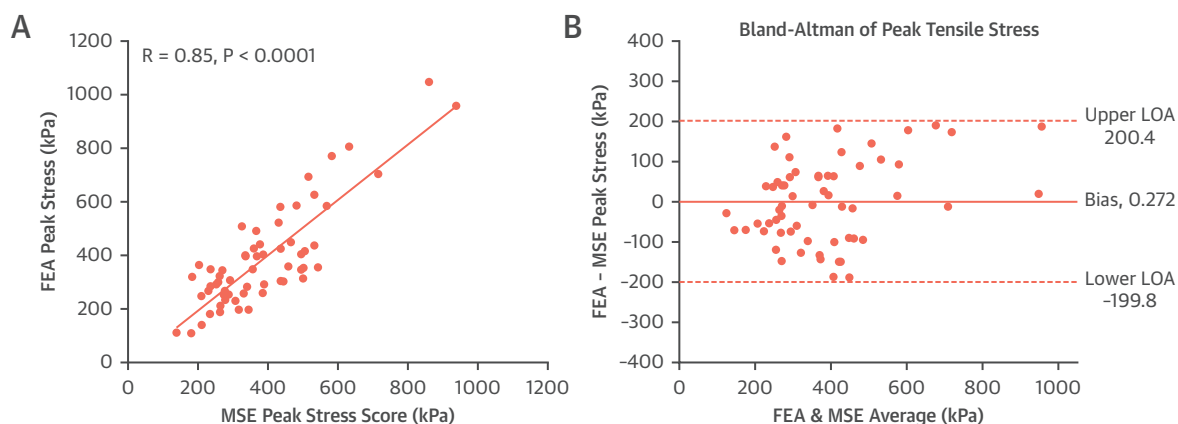 A
R = 0.85, P < 0.0001
FEA Peak Stress (kPa)
1200
1000
800
600
400
200
0
0 200 400 600 800 1000 1200
MSE Peak Stress Score (kPa)
B
Bland-Altman of Peak Tensile Stress
FEA – MSE Peak Stress (kPa)
400
300
200
100
0
-100
-200
-300
-400
0 200 400 600 800 1000
FEA & MSE Average (kPa)
Upper LOA
200.4
Bias, 0.272
Lower LOA
-199.8